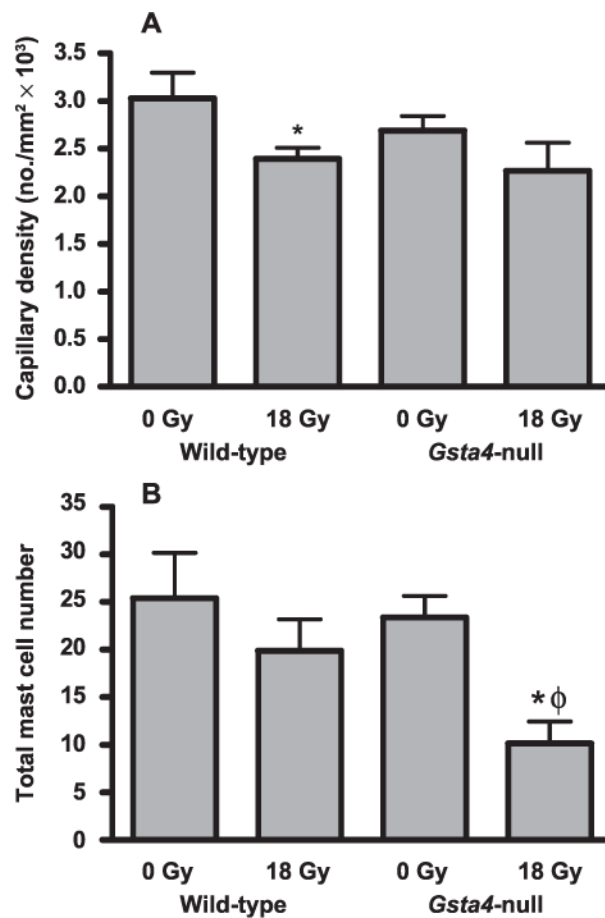 A
Capillary density (no./mm² × 10³)
3.5
3.0
2.5
2.0
1.5
1.0
0.5
0.0
*
0 Gy 18 Gy 0 Gy 18 Gy
Wild-type Gsta4-null
B
Total mast cell number
35
30
25
20
15
10
5
0
* ϕ
0 Gy 18 Gy 0 Gy 18 Gy
Wild-type Gsta4-null